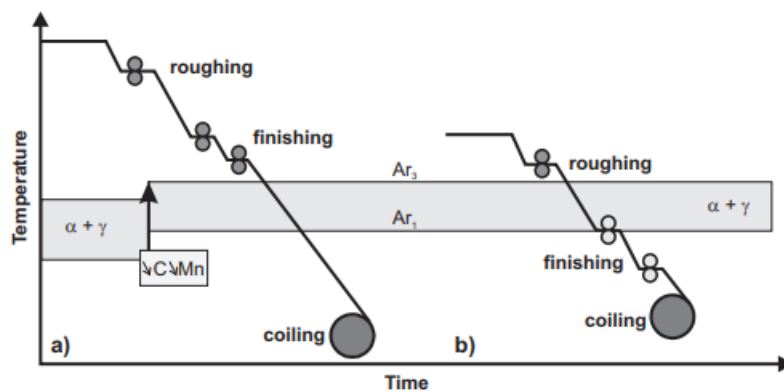 Temperature
roughing
finishing
roughing
Ar₃
α + γ
Ar₁
α + γ
↘C↘Mn
finishing
coiling
coiling
a)
b)
Time